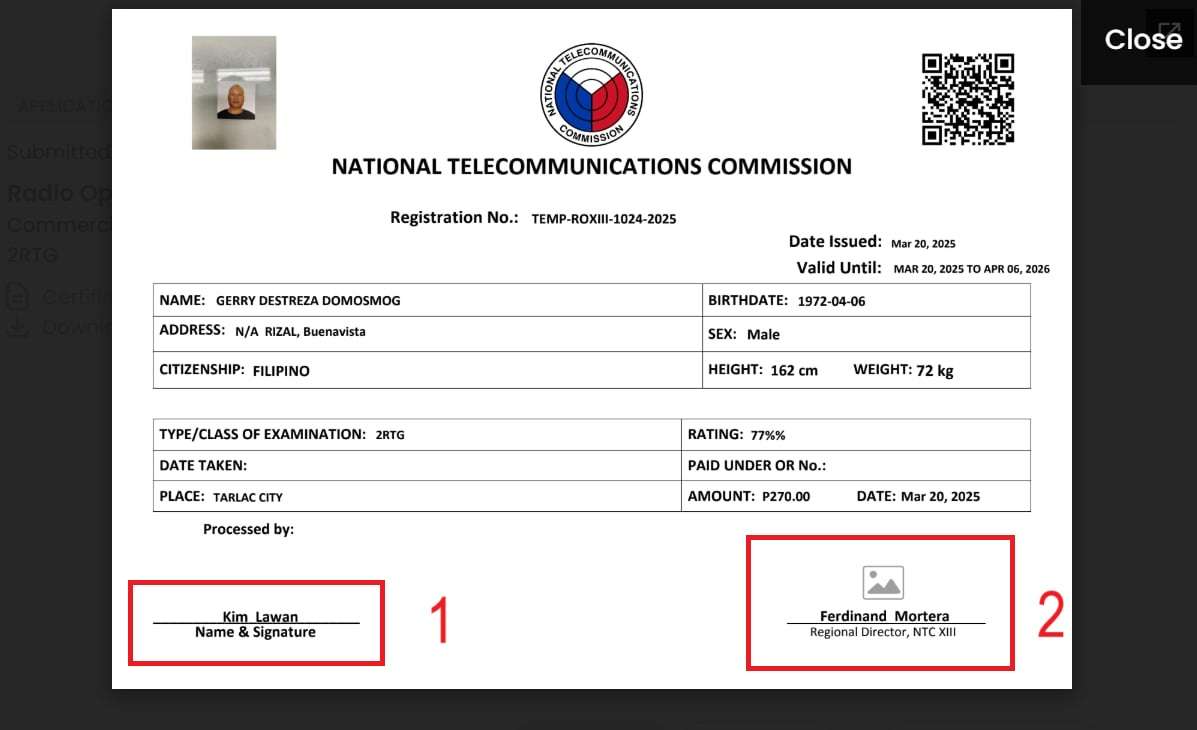 Close
NATIONAL TELECOMMUNICATIONS COMMISSION
NATIONAL TELECOMMUNICATIONS COMMISSION
Registration No.: TEMP-ROXIII-1024-2025
Date Issued: Mar 20, 2025
Valid Until: MAR 20, 2025 TO APR 06, 2026
NAME: GERRY DESTREZA DOMOSMOG BIRTHDATE: 1972-04-06
ADDRESS: N/A RIZAL, Buenavista SEX: Male
CITIZENSHIP: FILIPINO HEIGHT: 162 cm WEIGHT: 72 kg
TYPE/CLASS OF EXAMINATION: 2RTG RATING: 77%%
DATE TAKEN: PAID UNDER OR No.:
PLACE: TARLAC CITY AMOUNT: P270.00 DATE: Mar 20, 2025
Processed by:
Kim Lawan
Name & Signature
1
Ferdinand Mortera
Regional Director, NTC XIII
2
Submitted
Radio Op
Commerc
2RTG